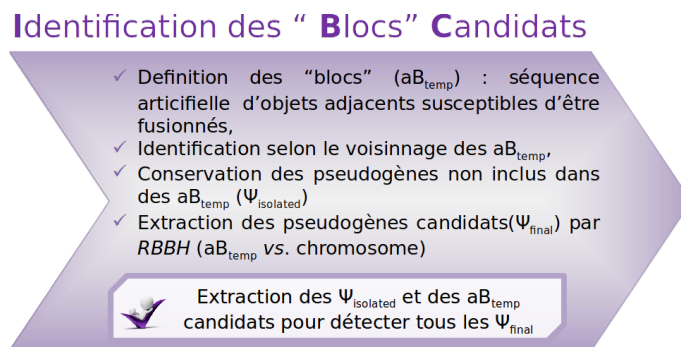 Identification des “ Blocs” Candidats
✓ Definition des “blocs” (aBtemp) : séquence
articifielle d’objets adjacents susceptibles d’être
fusionnés,
✓ Identification selon le voisinnage des aBtemp,
✓ Conservation des pseudogènes non inclus dans
des aBtemp (Ψisolated)
✓ Extraction des pseudogènes candidats(Ψfinal) par
RBBH (aBtemp vs. chromosome)
Extraction des Ψisolated et des aBtemp
candidats pour détecter tous les Ψfinal